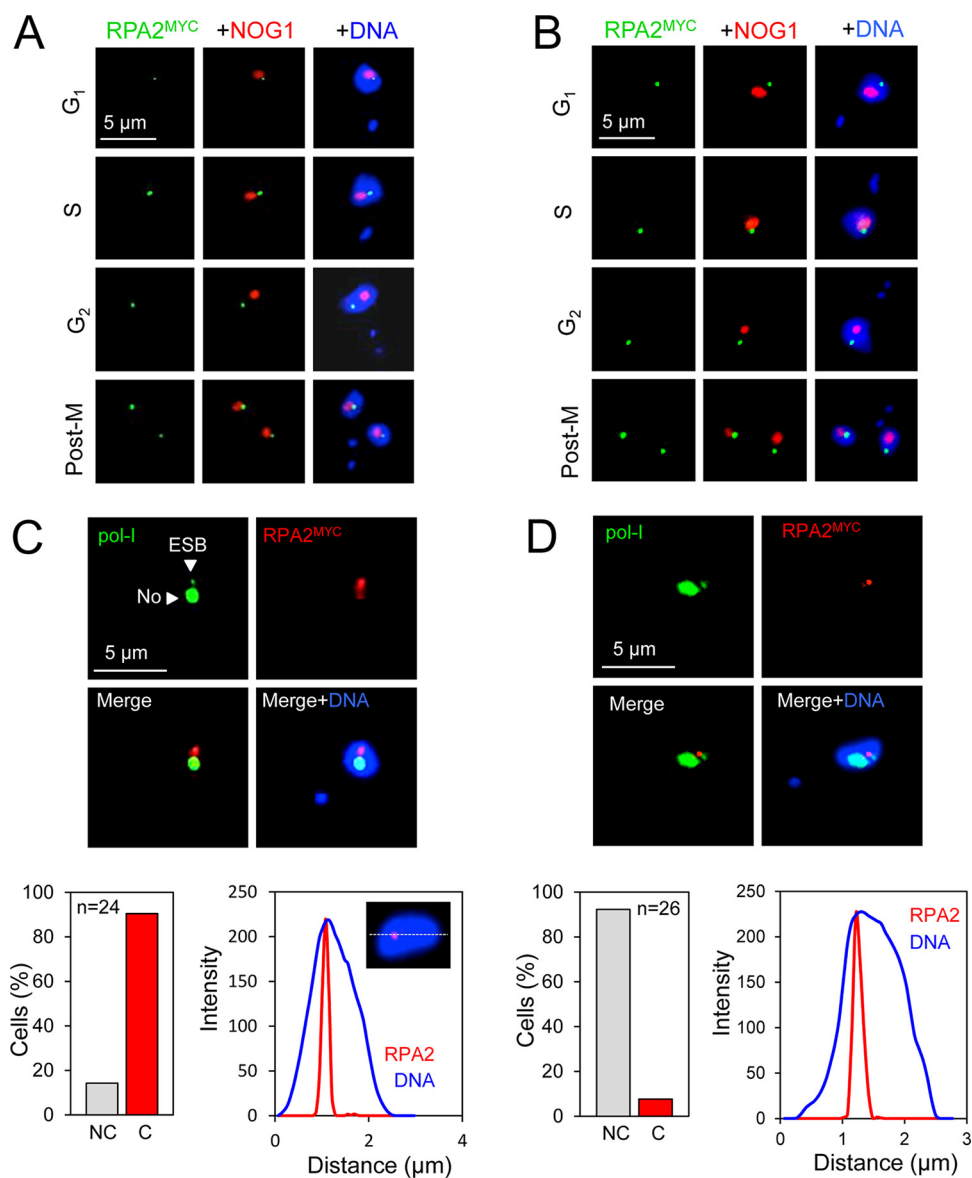 A
RPA2MYC +NOG1 +DNA
G1
5 µm
S
G2
Post-M
B
RPA2MYC +NOG1 +DNA
G1
5 µm
S
G2
Post-M
C
pol-I
ESB
No
5 µm
RPA2MYC
Merge
Merge+DNA
D
pol-I
5 µm
RPA2MYC
Merge
Merge+DNA
Cells (%)
100
80
60
40
20
0
n=24
NC C
Intensity
250
200
150
100
50
0
RPA2
DNA
0 2 4
Distance (µm)
Cells (%)
100
80
60
40
20
0
n=26
NC C
Intensity
250
200
150
100
50
0
RPA2
DNA
0 1 2 3
Distance (µm)